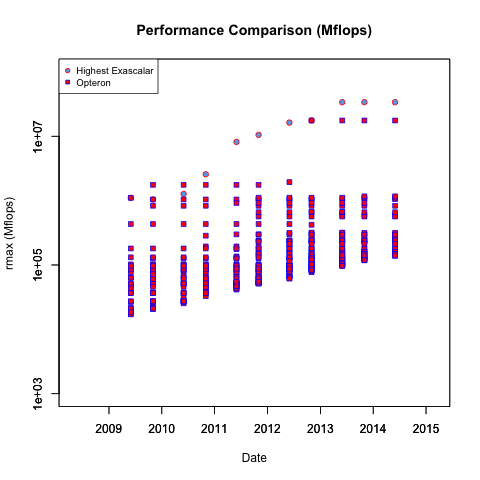 Performance Comparison (Mflops)
Highest Exascalar
Opteron
rmax (Mflops)
1e+07
1e+05
1e+03
2009 2010 2011 2012 2013 2014 2015
Date